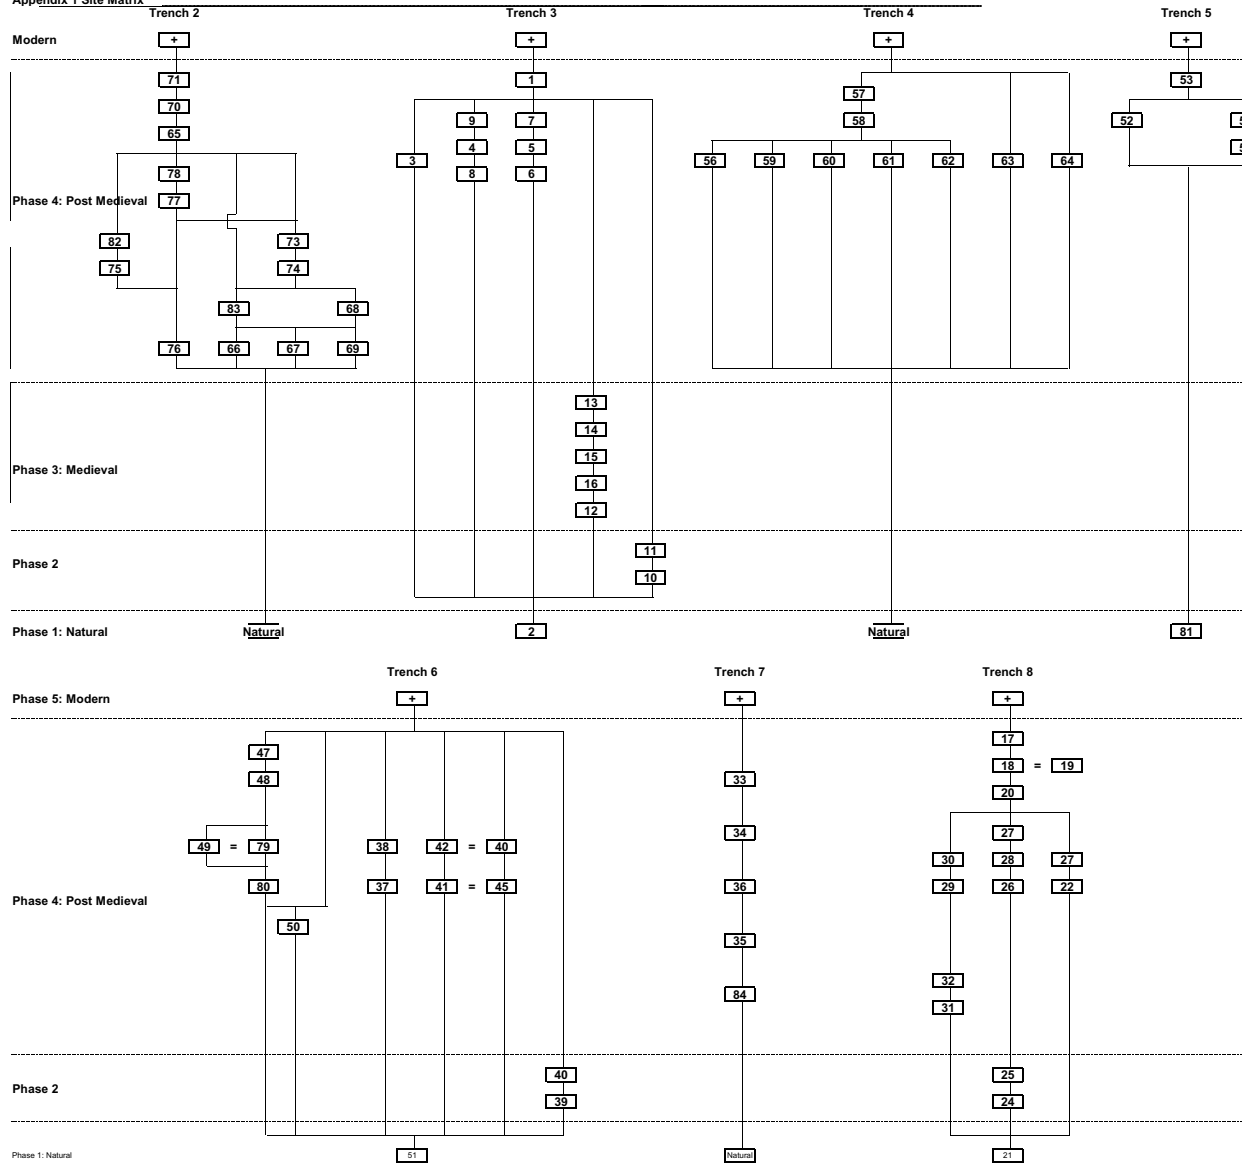 Appendix 1 Site Matrix
Trench 2 Trench 3 Trench 4 Trench 5
Modern + + + +
71 1 53
70 57
65 9 7 58 52
3 4 5 56 59 60 61 62 63 64
78 8 6
Phase 4: Post Medieval 77
82 73
75 74
83 68
76 66 67 69
13
14
15
Phase 3: Medieval 16
12
11
Phase 2
10
Phase 1: Natural Natural 2 Natural 81
Trench 6 Trench 7 Trench 8
Phase 5: Modern + + +
17
47 18 = 19
48 33 20
34 27
49 = 79 38 42 = 40 30 28 27
80 37 41 = 45 36 29 26 22
Phase 4: Post Medieval
50
35
32
84
31
40 25
Phase 2
39 24
Phase 1: Natural 51 Natural 21